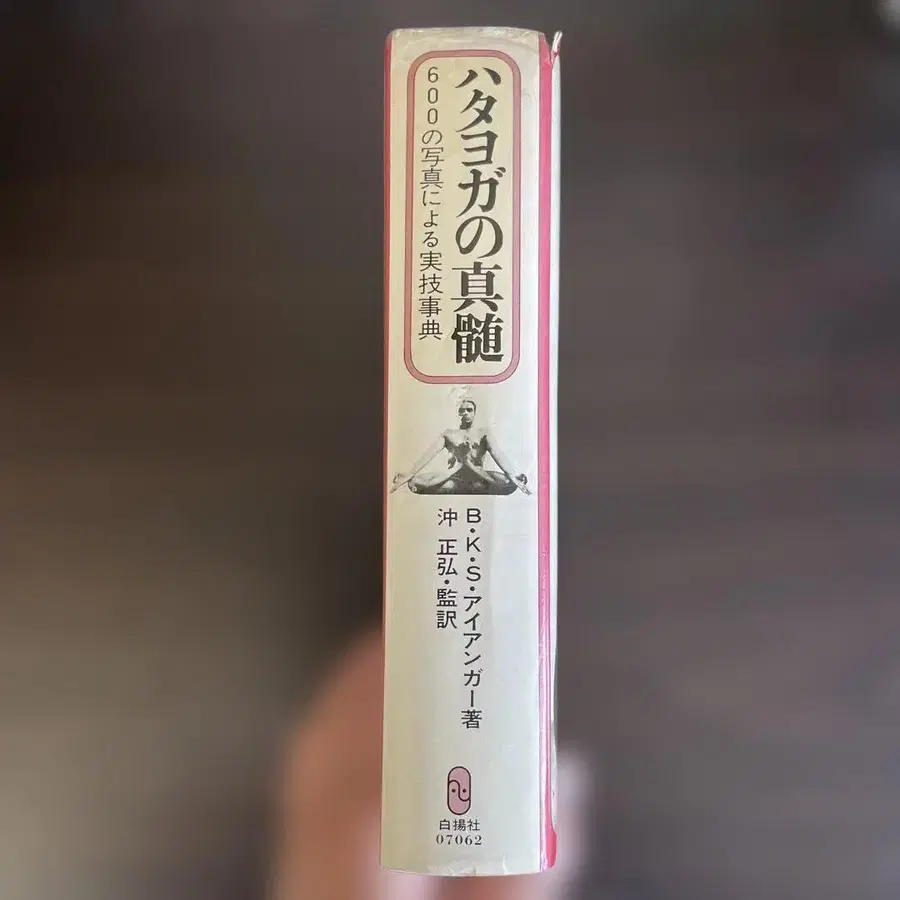 ハタヨガの真髄
600の写真による実技事典
B・K・S・アイアンガー著
沖 正弘・監訳
白揚社
07062